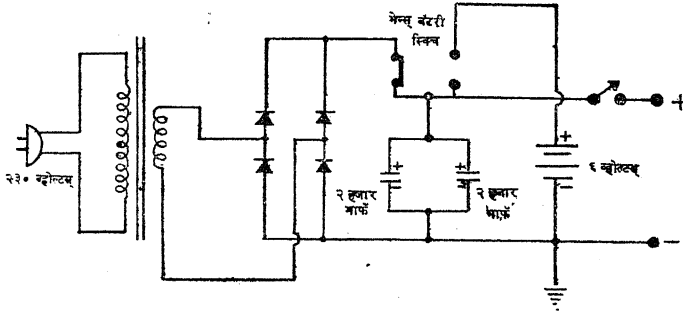 मेन्स् बॅटरी
स्विच
+
२३० व्होल्टस्
+
+
+
६ व्होल्टस्
२ हजार
माफॅ
२ हजार
माफॅ
-
-